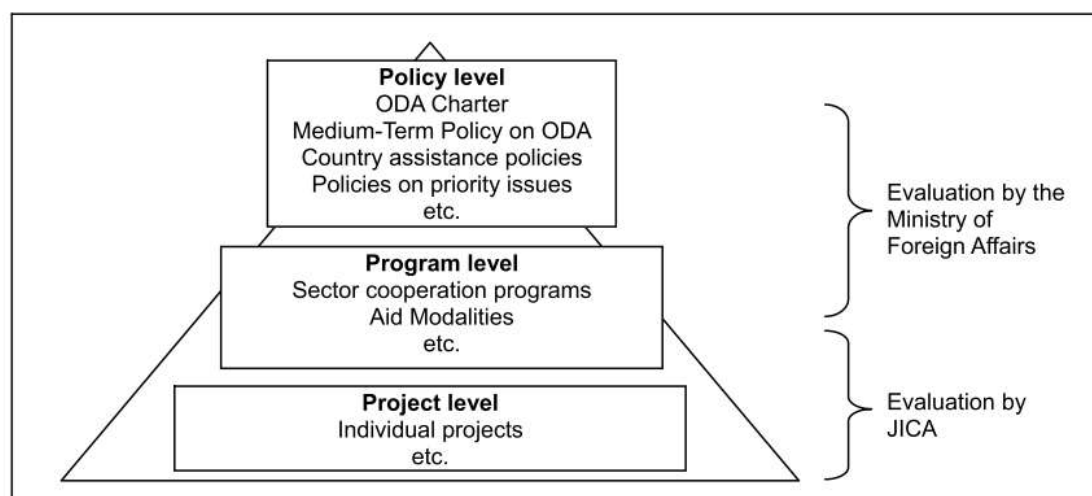 Policy level
ODA Charter
Medium-Term Policy on ODA
Country assistance policies
Policies on priority issues
etc.
Program level
Sector cooperation programs
Aid Modalities
etc.
Project level
Individual projects
etc.
Evaluation by the
Ministry of
Foreign Affairs
Evaluation by
JICA